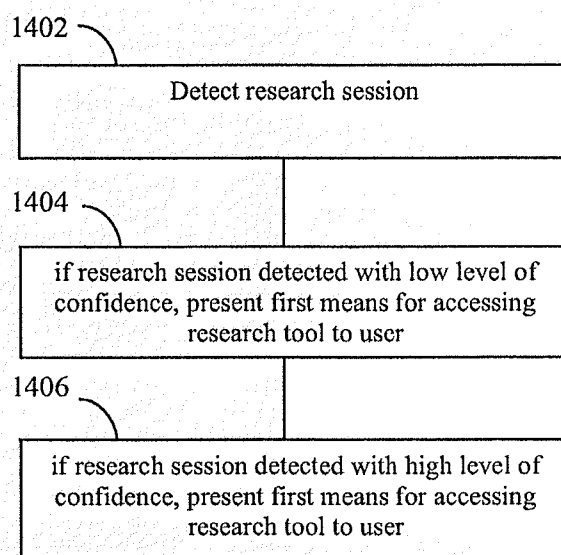 1402
Detect research session
1404
if research session detected with low level of
confidence, present first means for accessing
research tool to user
1406
if research session detected with high level of
confidence, present first means for accessing
research tool to user